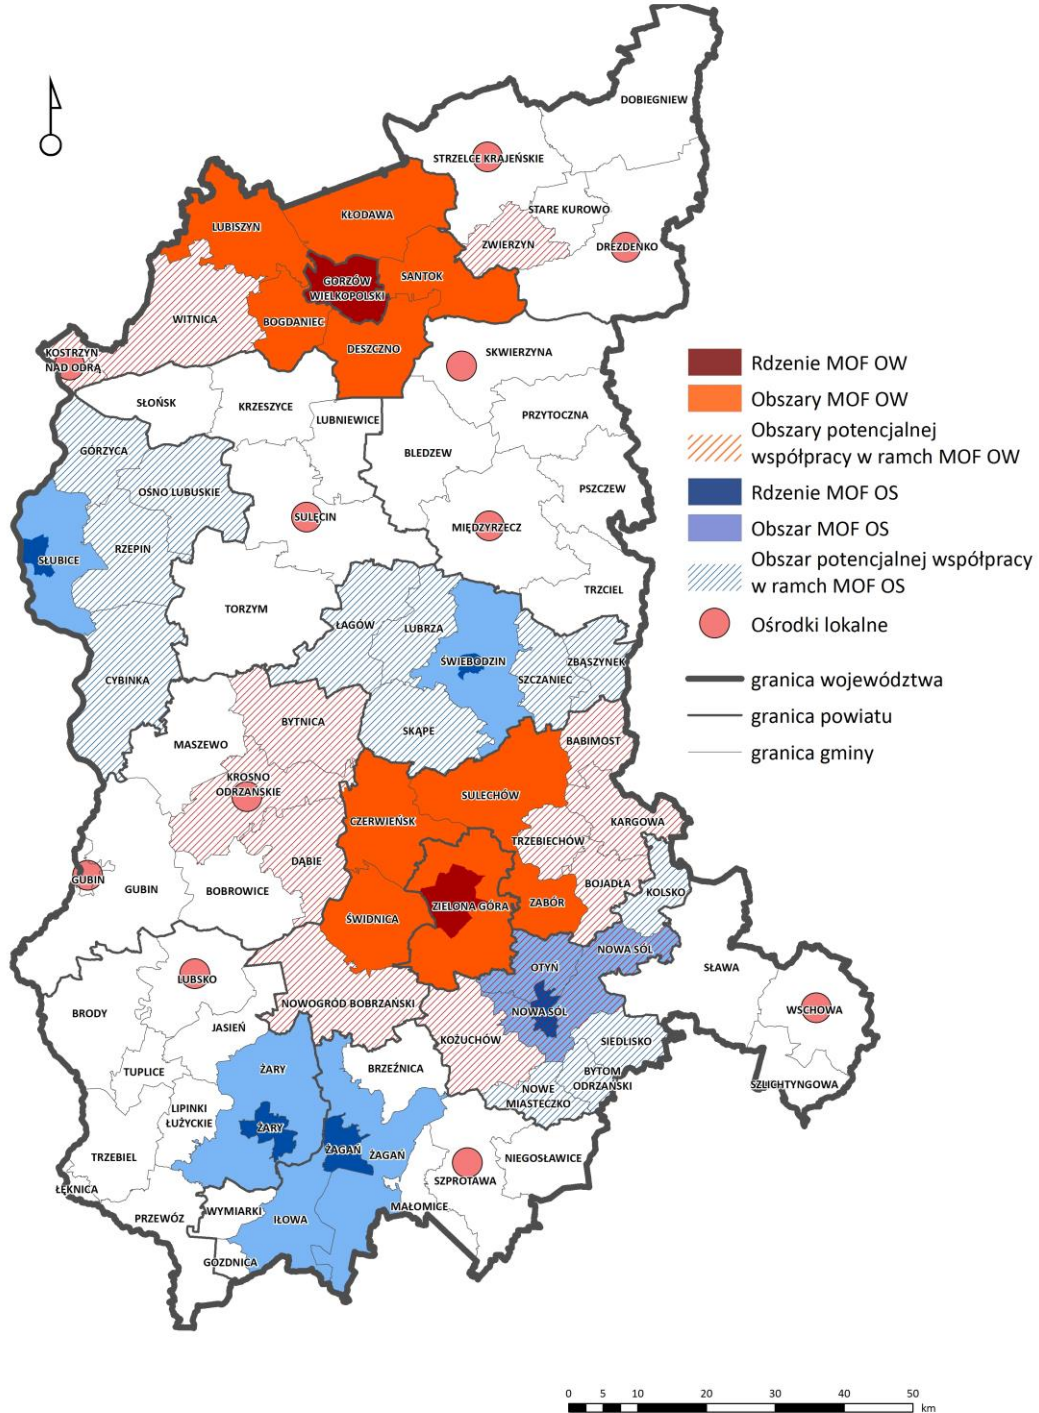 DOBIEGNIEW
STRZELCE KRAJEŃSKIE
STARE KUROWO
KŁODAWA
LUBISZYN
ZWIERZYN
DREZDENKO
SANTOK
GORZÓW
WIELKOPOLSKI
WITNICA
BOGDANIEC
DESZCZNO
KOSTRZYN
NAD ODRĄ
SKWIERZYNA
SŁOŃSK
KRZESZYCE
LUBNIEWICE
PRZYTOCZNA
GÓRZYCA
BLEDZEW
OŚNO LUBUSKIE
PSZCZEW
SULĘCIN
MIĘDZYRZECZ
RZEPIN
SŁUBICE
TRZCIEL
TORZYM
ŁAGÓW
LUBRZA
ŚWIEBODZIN
ZBĄSZYNEK
SZCZANIEC
CYBINKA
BYTNICA
SKĄPE
MASZEWO
BABIMOST
KROSNO
ODRZAŃSKIE
SULECHÓW
CZERWIEŃSK
KARGOWA
TRZEBIECHÓW
DĄBIE
GUBIN
GUBIN
BOBROWICE
BOJADŁA
KOLSKO
ZIELONA GÓRA
ZABÓR
ŚWIDNICA
NOWA SÓL
OTYŃ
SŁAWA
LUBSKO
NOWOGRÓD BOBRZAŃSKI
BRODY
NOWA SÓL
WSCHOWA
JASIEŃ
KOŻUCHÓW
SIEDLISKO
TUPLICE
ŻARY
BRZEŹNICA
BYTOM
ODRZAŃSKI
NOWE
MIASTECZKO
SZLICHTYNGOWA
LIPINKI
ŁUŻYCKIE
ŻARY
ŻAGAŃ
ŻAGAŃ
TRZEBIEL
NIEGOSŁAWICE
SZPROTAWA
ŁĘKNICA
MAŁOMICE
PRZEWÓZ
WYMIARKI
IŁOWA
GOZDNICA
Rdzenie MOF OW
Obszary MOF OW
Obszary potencjalnej
współpracy w ramch MOF OW
Rdzenie MOF OS
Obszar MOF OS
Obszar potencjalnej współpracy
w ramch MOF OS
Ośrodki lokalne
granica województwa
granica powiatu
granica gminy
0 5 10 20 30 40 50
km